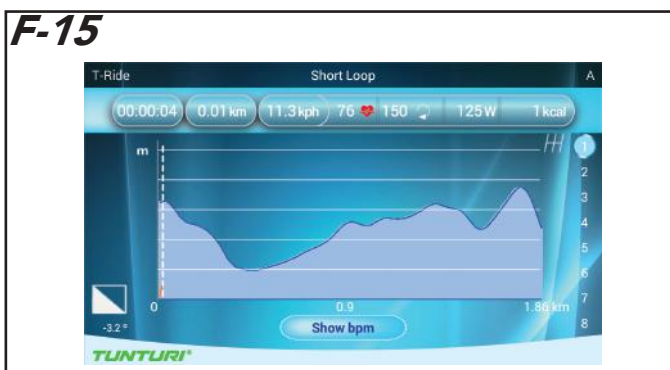 F-15
T-Ride Short Loop A
00:00:04 0.01 km 11.3 kph 76 150 125 W 1 kcal
m
1
2
3
4
5
6
7
8
0 0.9 1.86 km
-3.2 °
Show bpm
TUNTURI®